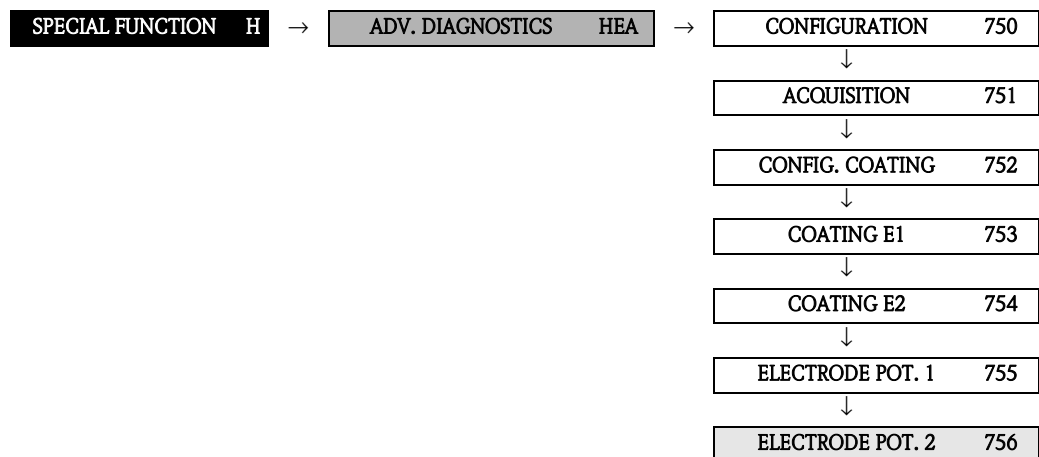 SPECIAL FUNCTION H → ADV. DIAGNOSTICS HEA → CONFIGURATION 750
↓
ACQUISITION 751
↓
CONFIG. COATING 752
↓
COATING E1 753
↓
COATING E2 754
↓
ELECTRODE POT. 1 755
↓
ELECTRODE POT. 2 756